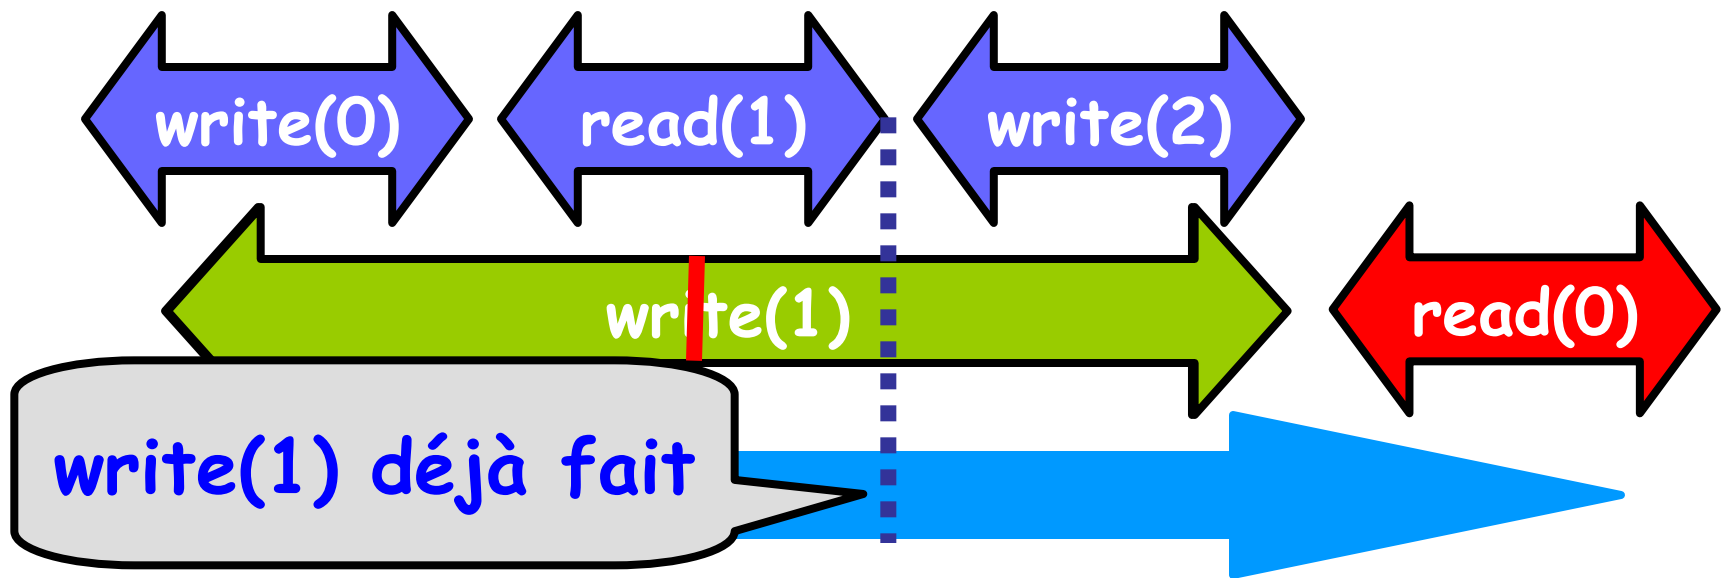 write(0)
read(1)
write(2)
write(1)
read(0)
write(1) déjà fait